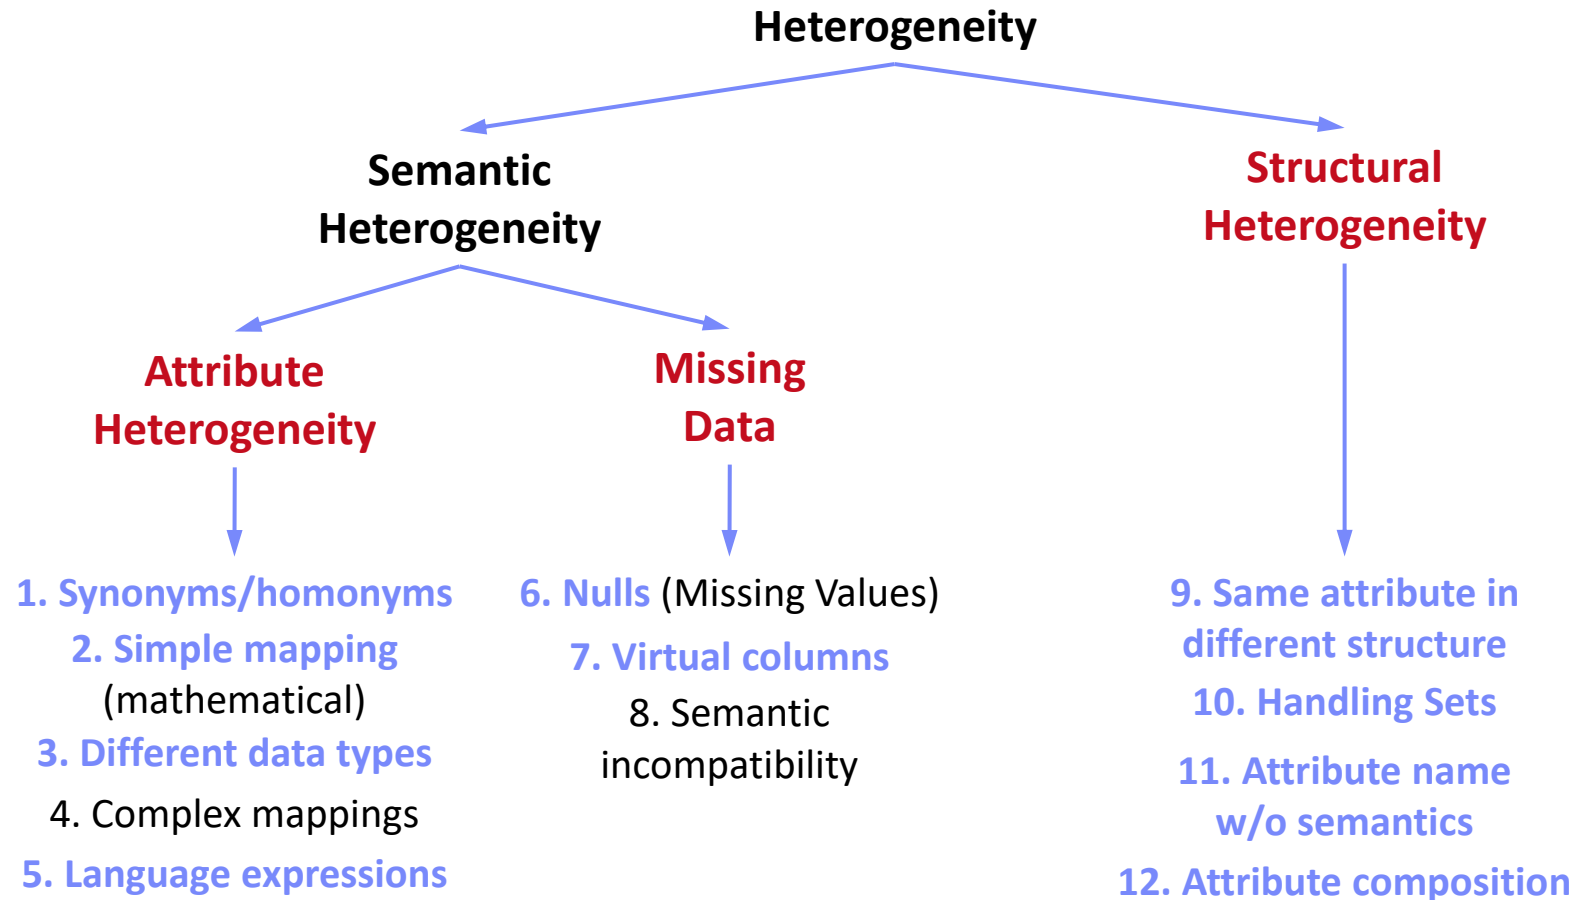 Heterogeneity
Semantic
Heterogeneity
Structural
Heterogeneity
Attribute
Heterogeneity
Missing
Data
1. Synonyms/homonyms
2. Simple mapping
(mathematical)
3. Different data types
4. Complex mappings
5. Language expressions
6. Nulls (Missing Values)
7. Virtual columns
8. Semantic
incompatibility
9. Same attribute in
different structure
10. Handling Sets
11. Attribute name
w/o semantics
12. Attribute composition